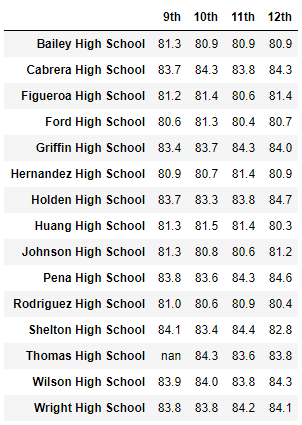 9th 10th 11th 12th
Bailey High School 81.3 80.9 80.9 80.9
Cabrera High School 83.7 84.3 83.8 84.3
Figueroa High School 81.2 81.4 80.6 81.4
Ford High School 80.6 81.3 80.4 80.7
Griffin High School 83.4 83.7 84.3 84.0
Hernandez High School 80.9 80.7 81.4 80.9
Holden High School 83.7 83.3 83.8 84.7
Huang High School 81.3 81.5 81.4 80.3
Johnson High School 81.3 80.8 80.6 81.2
Pena High School 83.8 83.6 84.3 84.6
Rodriguez High School 81.0 80.6 80.9 80.4
Shelton High School 84.1 83.4 84.4 82.8
Thomas High School nan 84.3 83.6 83.8
Wilson High School 83.9 84.0 83.8 84.3
Wright High School 83.8 83.8 84.2 84.1